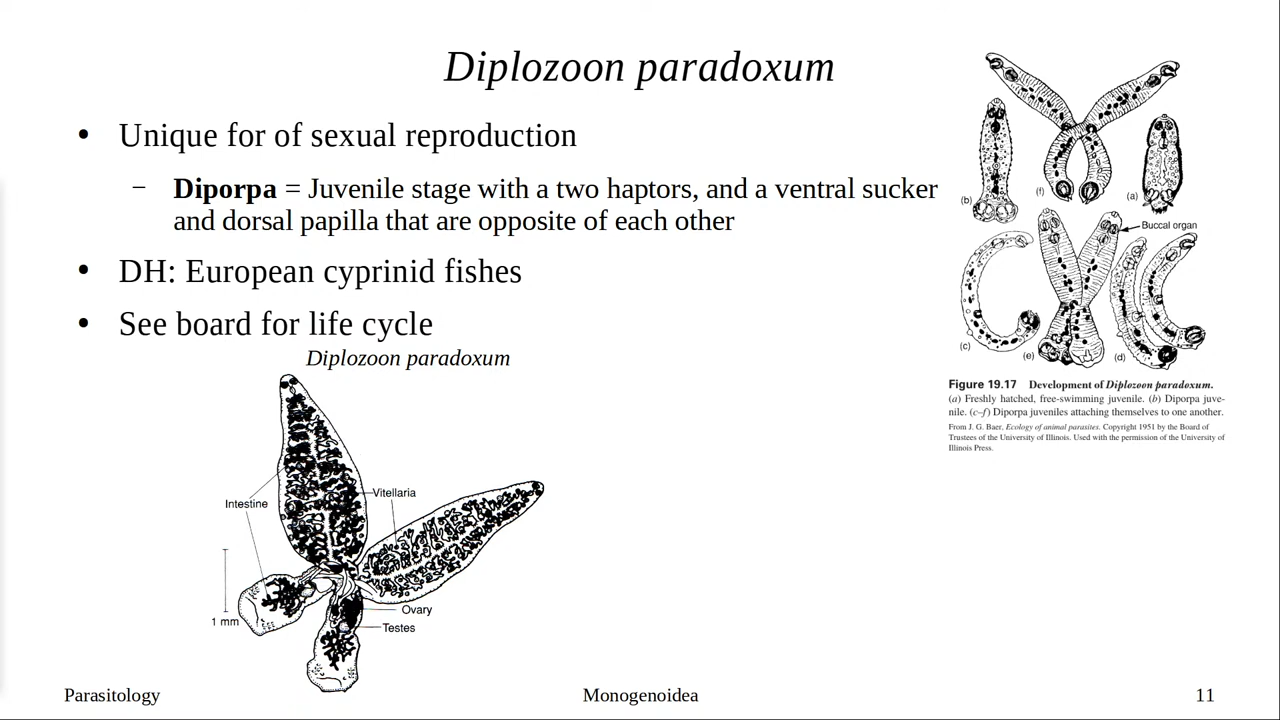 Diplozoon paradoxum
• Unique for of sexual reproduction
– Diporpa = Juvenile stage with a two haptors, and a ventral sucker
and dorsal papilla that are opposite of each other
• DH: European cyprinid fishes
• See board for life cycle
Diplozoon paradoxum
Intestine
Vitellaria
1 mm
Ovary
Testes
(b)
(f)
(a)
Buccal organ
(c)
(e)
(d)
Figure 19.17 Development of Diplozoon paradoxum.
(a) Freshly hatched, free-swimming juvenile. (b) Diporpa juve-
nile. (c–f) Diporpa juveniles attaching themselves to one another.
From J. G. Baer, Ecology of animal parasites. Copyright 1951 by the Board of
Trustees of the University of Illinois. Used with the permission of the University of
Illinois Press.
Parasitology
Monogenoidea
11